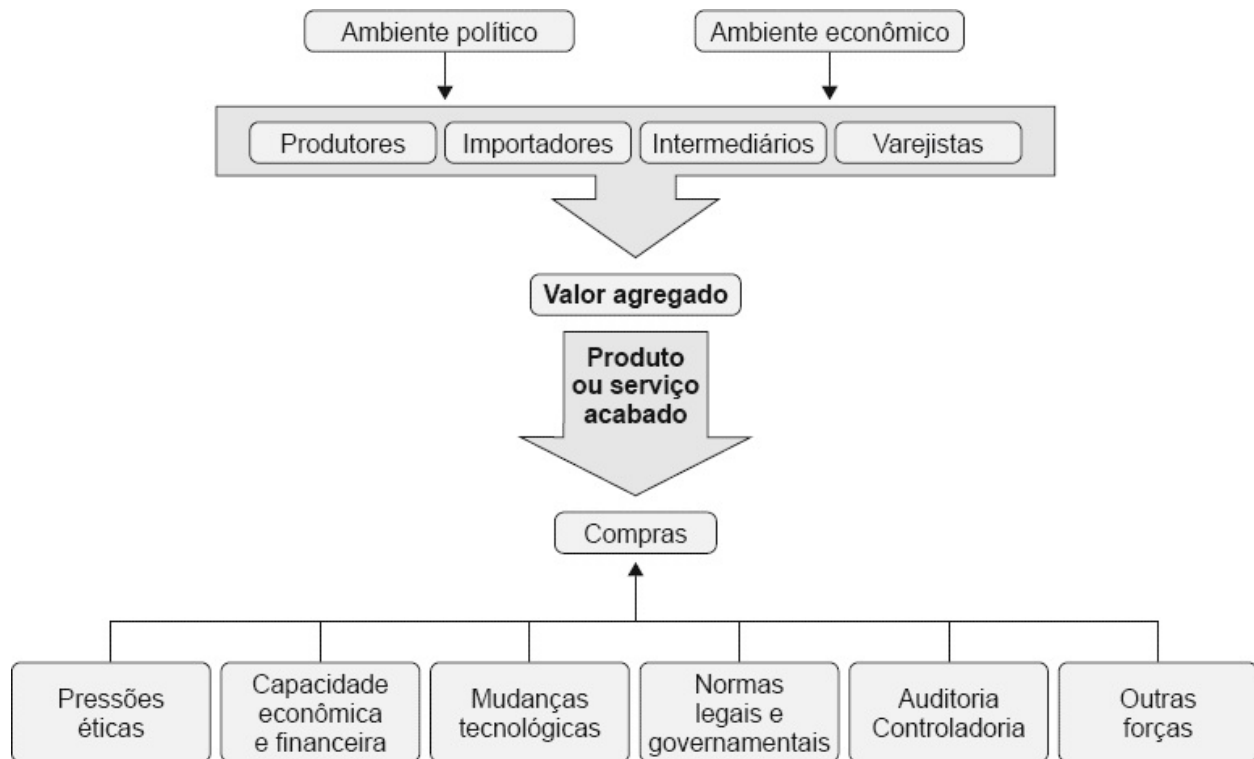 Ambiente político
Ambiente econômico
Produtores
Importadores
Intermediários
Varejistas
Valor agregado
Produto
ou serviço
acabado
Compras
Pressões
éticas
Capacidade
econômica
e financeira
Mudanças
tecnológicas
Normas
legais e
governamentais
Auditoria
Controladoria
Outras
forças